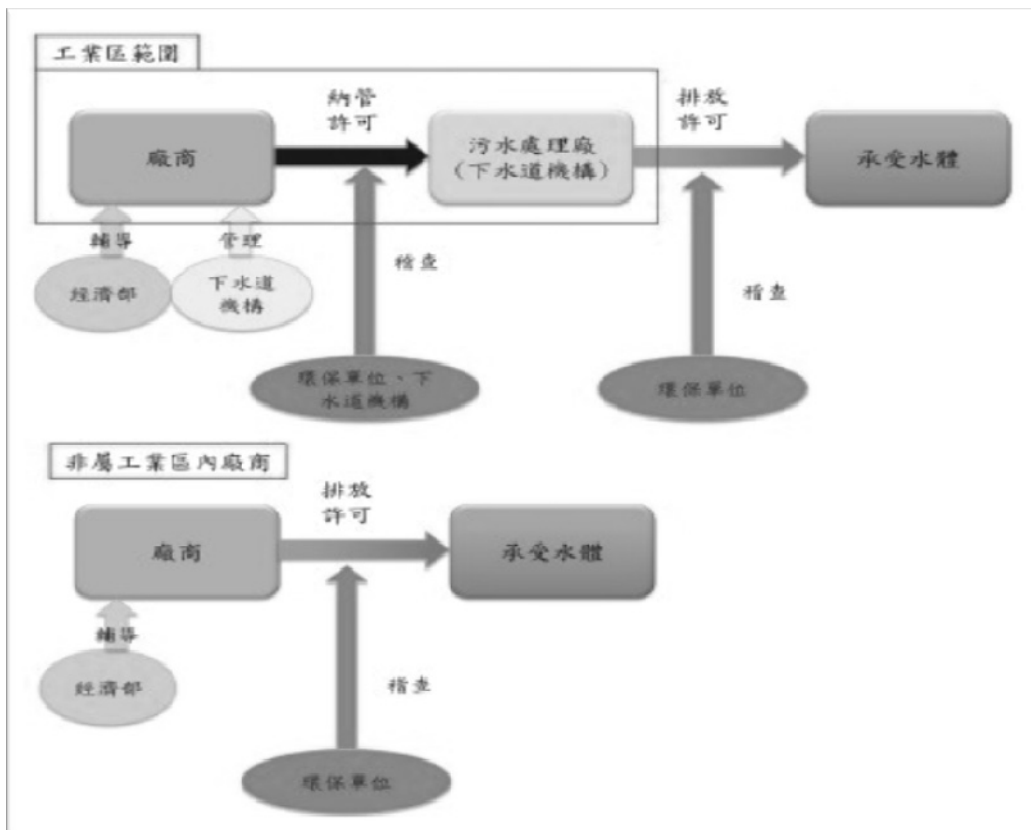 工業區範圍
納管
許可
排放
許可
廠商
污水處理廠
(下水道機構)
承受水體
輔導
管理
經濟部
下水道
機構
稽查
稽查
環保單位、下
水道機構
環保單位
非屬工業區內廠商
排放
許可
廠商
承受水體
輔導
經濟部
稽查
環保單位